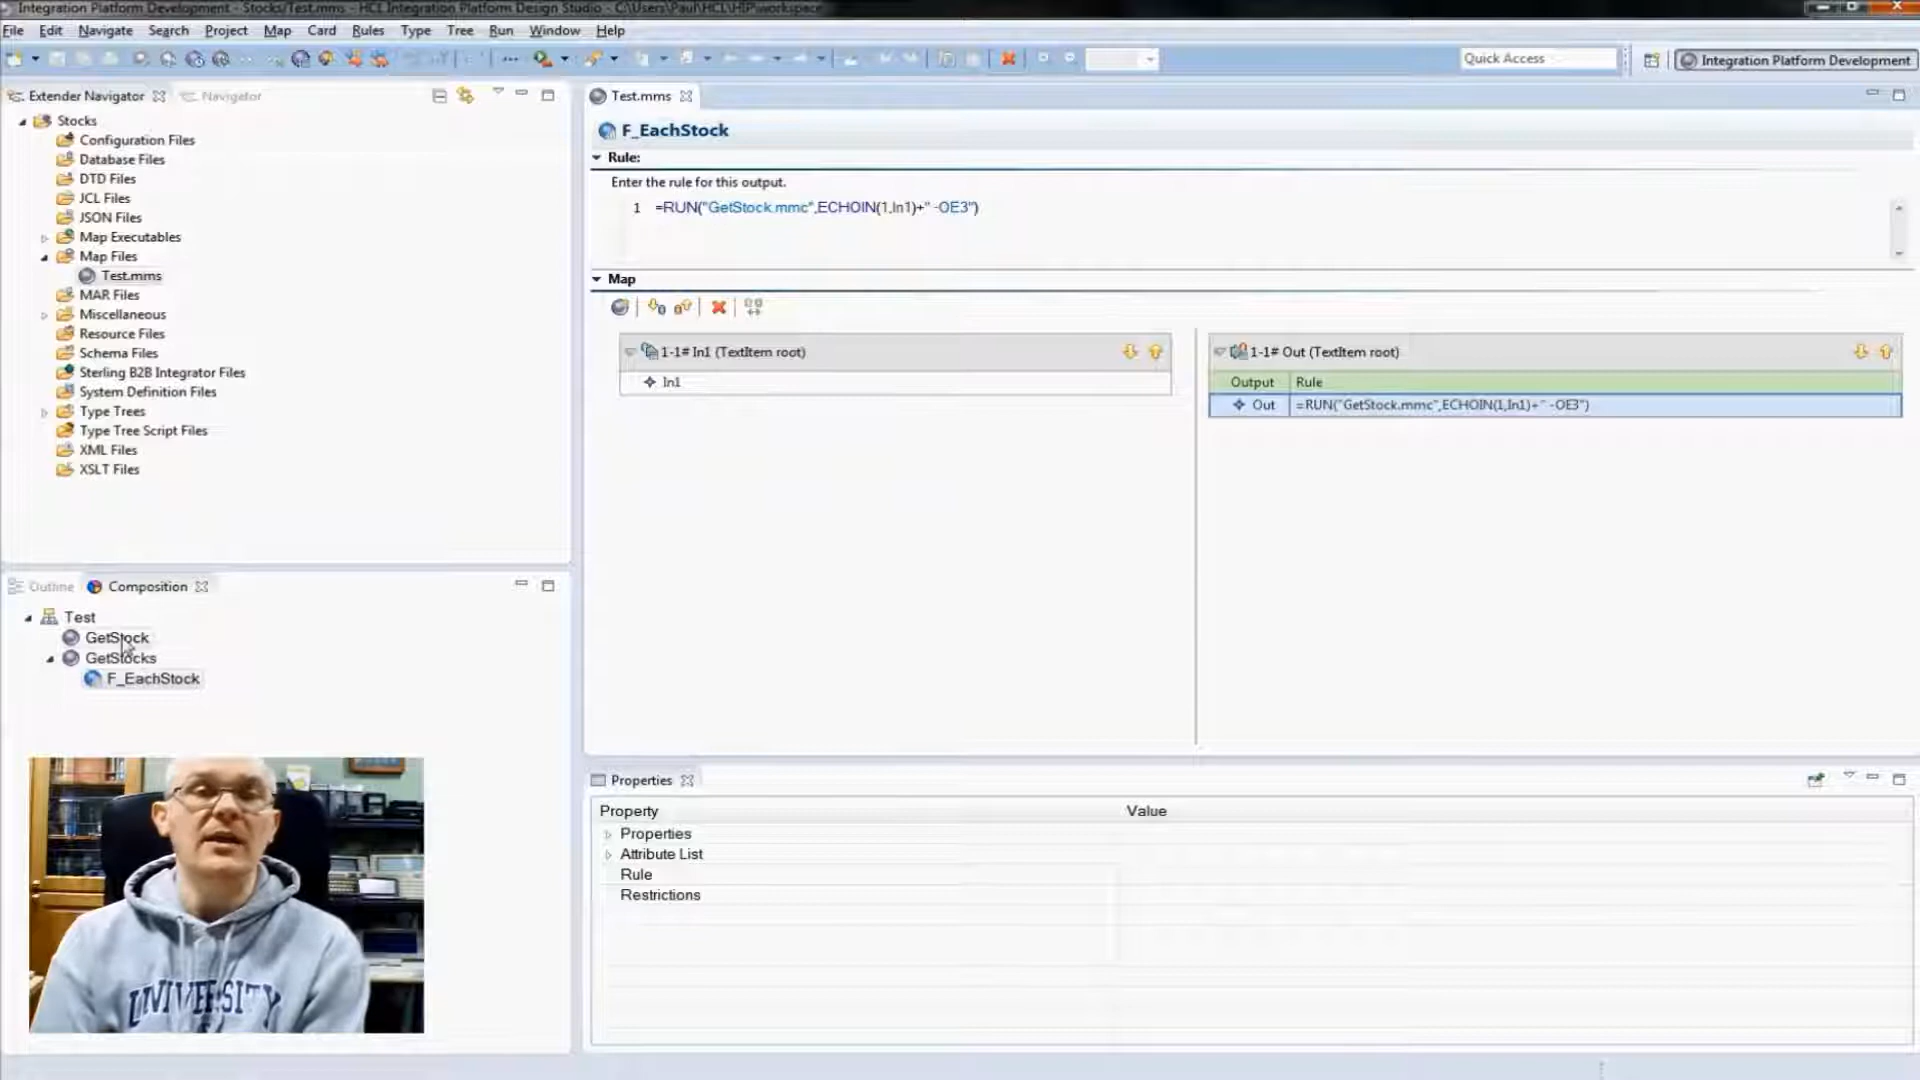 Integration Platform Development - Stocks/Test.mms - HCL Integration Platform Design Studio - C:\Users\Paul\HCL\HIP\workspace
File Edit Navigate Search Project Map Card Rules Type Tree Run Window Help
Quick Access
Integration Platform Development
Extender Navigator
Navigator
Stocks
Configuration Files
Database Files
DTD Files
JCL Files
JSON Files
Map Executables
Map Files
Test.mms
MAR Files
Miscellaneous
Resource Files
Schema Files
Sterling B2B Integrator Files
System Definition Files
Type Trees
Type Tree Script Files
XML Files
XSLT Files
Outline
Composition
Test
GetStock
GetStocks
F_EachStock
UNIVERSITY
Test.mms
F_EachStock
Rule:
Enter the rule for this output.
1 =RUN("GetStock.mmc",ECHOIN(1,In1)+" -OE3")
Map
1-1# In1 (TextItem root)
In1
1-1# Out (TextItem root)
Output Rule
Out =RUN("GetStock.mmc",ECHOIN(1,In1)+" -OE3")
Properties
Property Value
Properties
Attribute List
Rule
Restrictions